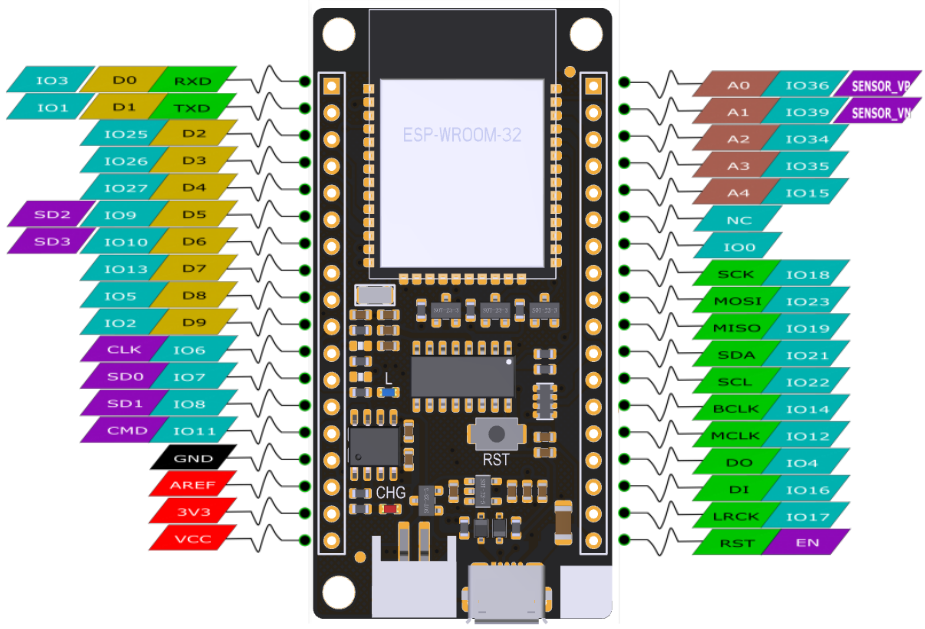 IO3 D0 RXD
IO1 D1 TXD
IO25 D2
IO26 D3
IO27 D4
SD2 IO9 D5
SD3 IO10 D6
IO13 D7
IO5 D8
IO2 D9
CLK IO6
SD0 IO7
SD1 IO8
CMD IO11
GND
AREF
3V3
VCC
ESP-WROOM-32
L
RST
CHG
A0 IO36 SENSOR_VP
A1 IO39 SENSOR_VN
A2 IO34
A3 IO35
A4 IO15
NC
IO0
SCK IO18
MOSI IO23
MISO IO19
SDA IO21
SCL IO22
BCLK IO14
MCLK IO12
DO IO4
DI IO16
LRCK IO17
RST EN